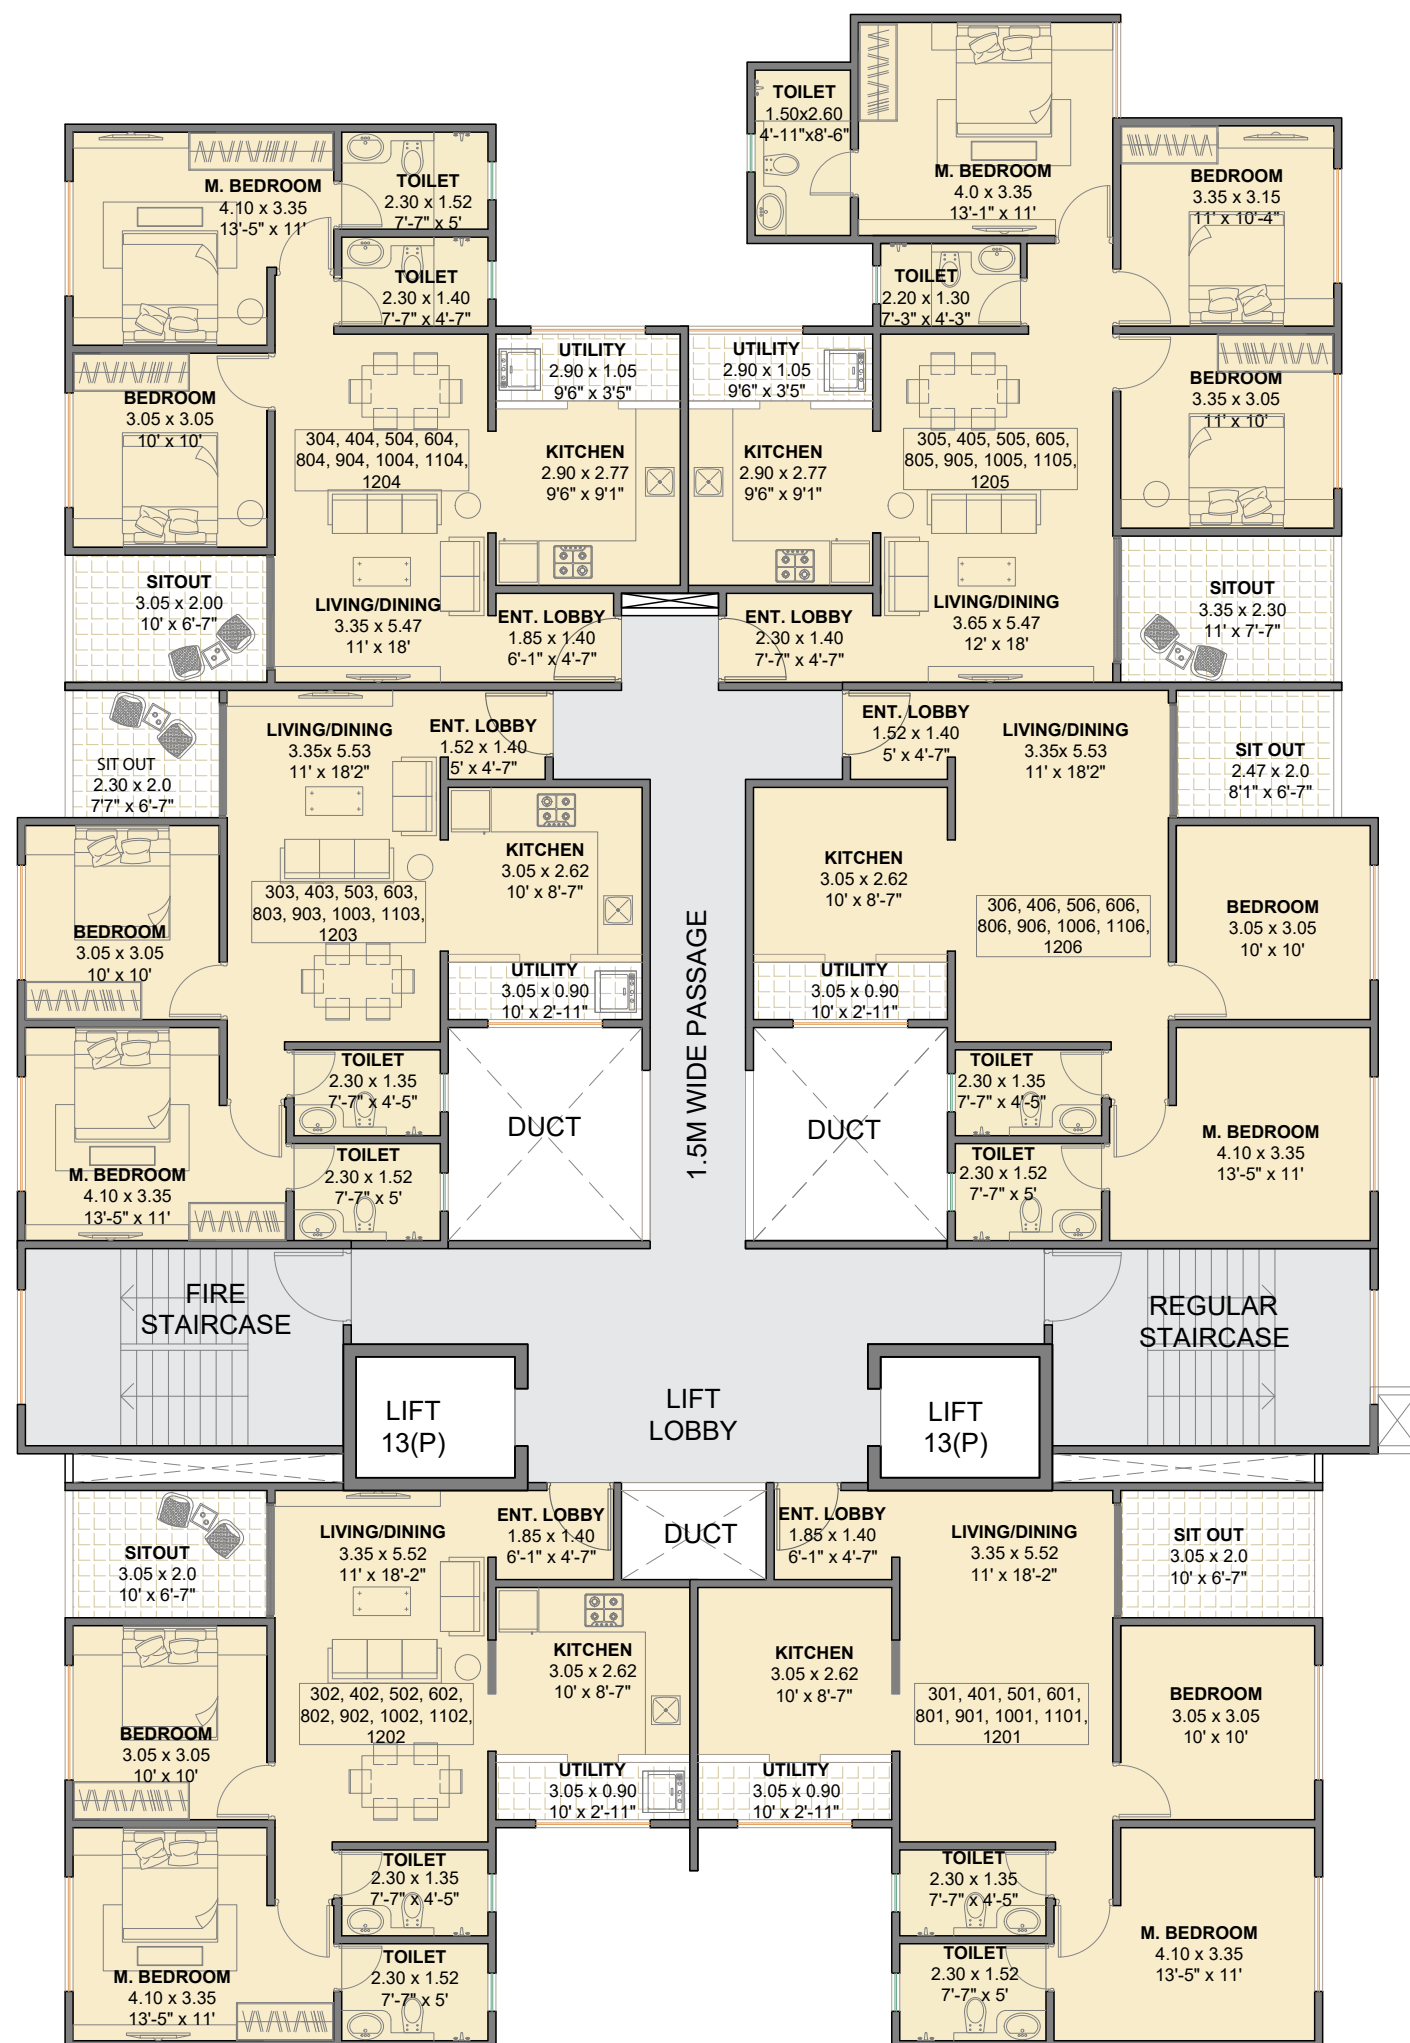 TOILET
1.50x2.60
4'-11"x8'-6"
M. BEDROOM
4.0 x 3.35
13'-1" x 11'
BEDROOM
3.35 x 3.15
11' x 10'-4"
M. BEDROOM
4.10 x 3.35
13'-5" x 11'
TOILET
2.30 x 1.52
7'-7" x 5'
TOILET
2.30 x 1.40
7'-7" x 4'-7"
TOILET
2.20 x 1.30
7'-3" x 4'-3"
UTILITY
2.90 x 1.05
9'6" x 3'5"
UTILITY
2.90 x 1.05
9'6" x 3'5"
BEDROOM
3.05 x 3.05
10' x 10'
BEDROOM
3.35 x 3.05
11' x 10'
304, 404, 504, 604,
804, 904, 1004, 1104,
1204
KITCHEN
2.90 x 2.77
9'6" x 9'1"
KITCHEN
2.90 x 2.77
9'6" x 9'1"
305, 405, 505, 605,
805, 905, 1005, 1105,
1205
SITOUT
3.05 x 2.00
10' x 6'-7"
LIVING/DINING
3.35 x 5.47
11' x 18'
ENT. LOBBY
1.85 x 1.40
6'-1" x 4'-7"
ENT. LOBBY
2.30 x 1.40
7'-7" x 4'-7"
LIVING/DINING
3.65 x 5.47
12' x 18'
SITOUT
3.35 x 2.30
11' x 7'-7"
SIT OUT
2.30 x 2.0
7'7" x 6'-7"
LIVING/DINING
3.35x 5.53
11' x 18'2"
ENT. LOBBY
1.52 x 1.40
5' x 4'-7"
ENT. LOBBY
1.52 x 1.40
5' x 4'-7"
LIVING/DINING
3.35x 5.53
11' x 18'2"
SIT OUT
2.47 x 2.0
8'1" x 6'-7"
KITCHEN
3.05 x 2.62
10' x 8'-7"
KITCHEN
3.05 x 2.62
10' x 8'-7"
303, 403, 503, 603,
803, 903, 1003, 1103,
1203
306, 406, 506, 606,
806, 906, 1006, 1106,
1206
BEDROOM
3.05 x 3.05
10' x 10'
BEDROOM
3.05 x 3.05
10' x 10'
UTILITY
3.05 x 0.90
10' x 2'-11"
UTILITY
3.05 x 0.90
10' x 2'-11"
1.5M WIDE PASSAGE
TOILET
2.30 x 1.35
7'-7" x 4'-5"
TOILET
2.30 x 1.35
7'-7" x 4'-5"
DUCT
DUCT
M. BEDROOM
4.10 x 3.35
13'-5" x 11'
TOILET
2.30 x 1.52
7'-7" x 5'
TOILET
2.30 x 1.52
7'-7" x 5'
M. BEDROOM
4.10 x 3.35
13'-5" x 11'
FIRE
STAIRCASE
REGULAR
STAIRCASE
LIFT
13(P)
LIFT
LOBBY
LIFT
13(P)
SITOUT
3.05 x 2.0
10' x 6'-7"
LIVING/DINING
3.35 x 5.52
11' x 18'-2"
ENT. LOBBY
1.85 x 1.40
6'-1" x 4'-7"
DUCT
ENT. LOBBY
1.85 x 1.40
6'-1" x 4'-7"
LIVING/DINING
3.35 x 5.52
11' x 18'-2"
SIT OUT
3.05 x 2.0
10' x 6'-7"
KITCHEN
3.05 x 2.62
10' x 8'-7"
KITCHEN
3.05 x 2.62
10' x 8'-7"
302, 402, 502, 602,
802, 902, 1002, 1102,
1202
301, 401, 501, 601,
801, 901, 1001, 1101,
1201
BEDROOM
3.05 x 3.05
10' x 10'
BEDROOM
3.05 x 3.05
10' x 10'
UTILITY
3.05 x 0.90
10' x 2'-11"
UTILITY
3.05 x 0.90
10' x 2'-11"
TOILET
2.30 x 1.35
7'-7" x 4'-5"
TOILET
2.30 x 1.35
7'-7" x 4'-5"
M. BEDROOM
4.10 x 3.35
13'-5" x 11'
TOILET
2.30 x 1.52
7'-7" x 5'
TOILET
2.30 x 1.52
7'-7" x 5'
M. BEDROOM
4.10 x 3.35
13'-5" x 11'